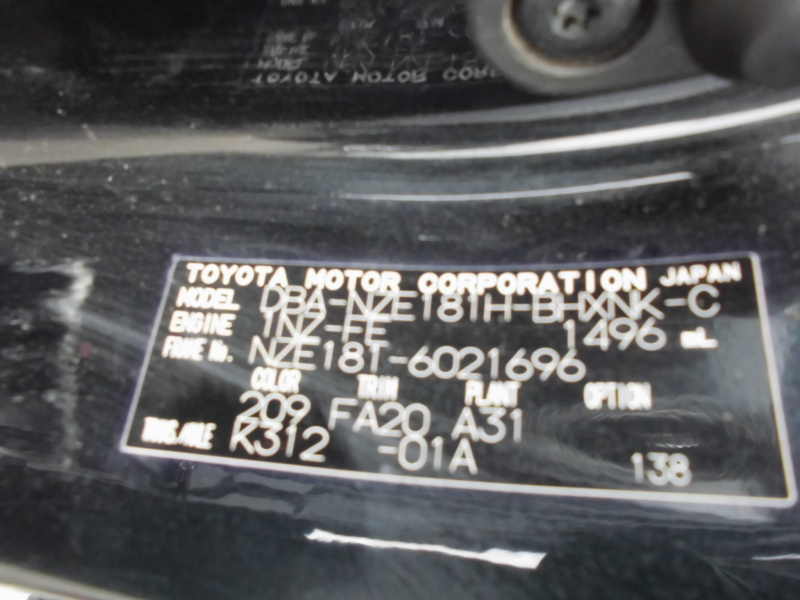 TOYOTA MOTOR CORPORATION JAPAN
MODEL DBA-NZE181H-BHXNK-C
ENGINE 1NZ-FE 1496 mL
FRAME No. NZE181-6021696
COLOR TRIM PLANT OPTION
209 FA20 A31
TRANS/AXLE K312 -01A 138